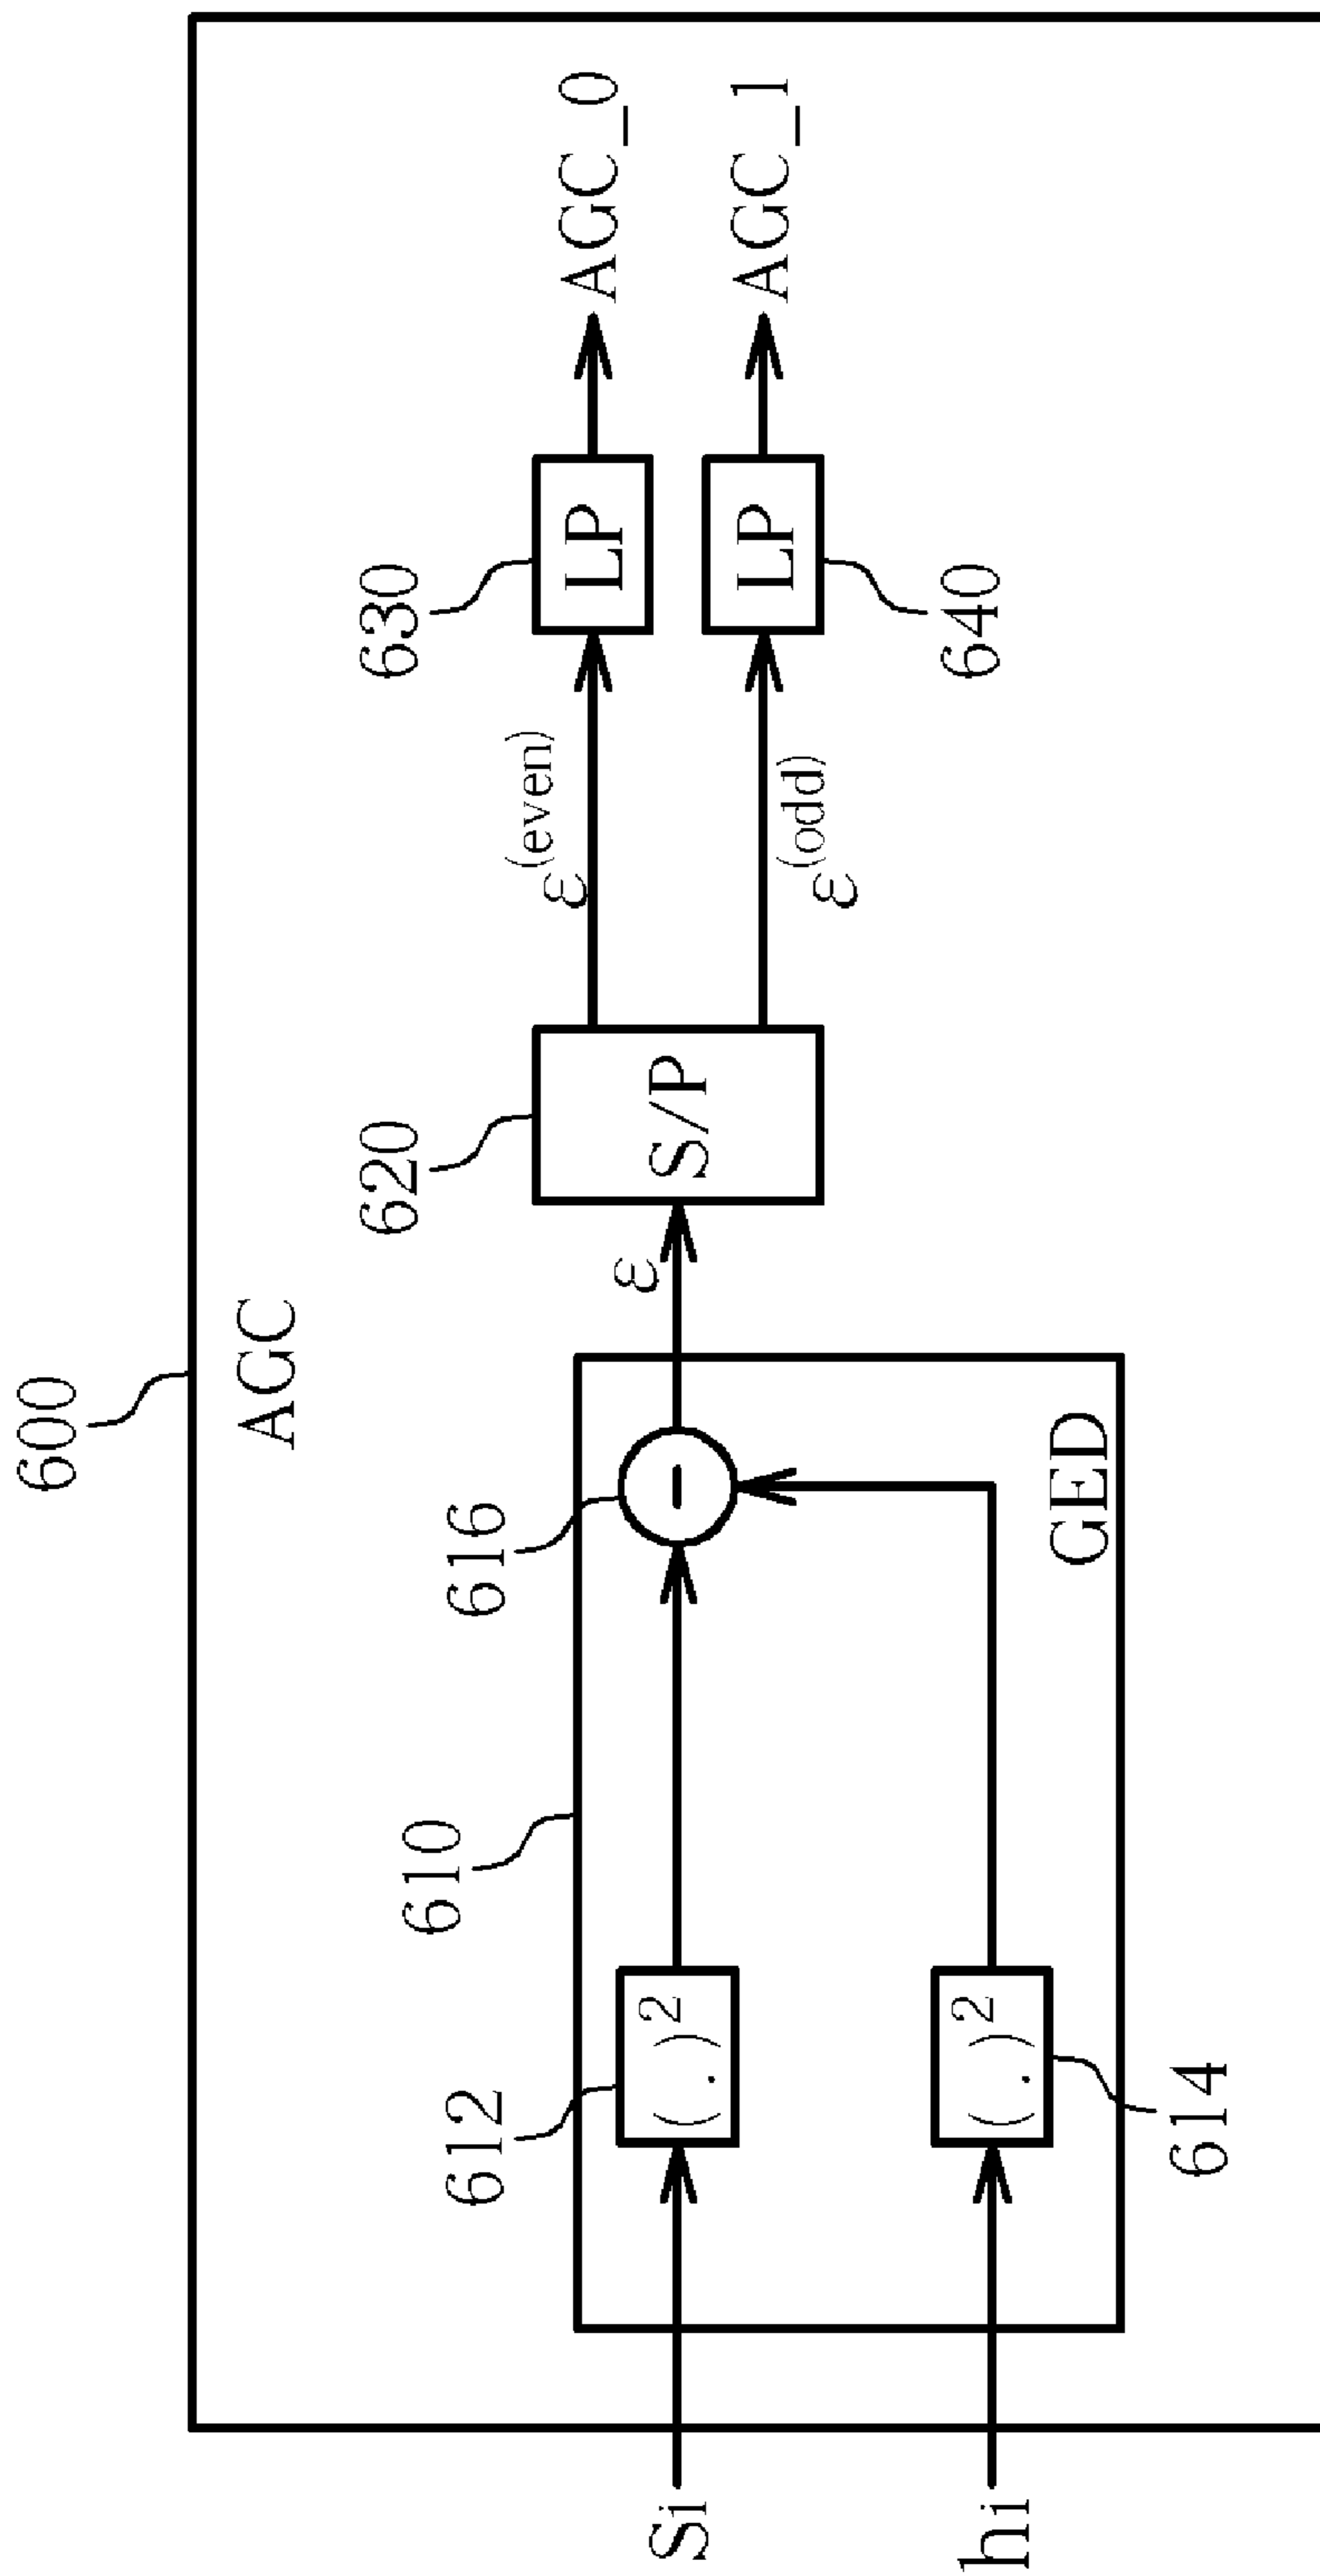 600
AGC
610
612
(.)²
616
-
614
(.)²
GED
Si
hi
ε
620
S/P
ε(even)
ε(odd)
630
LP
640
LP
AGC_0
AGC_1